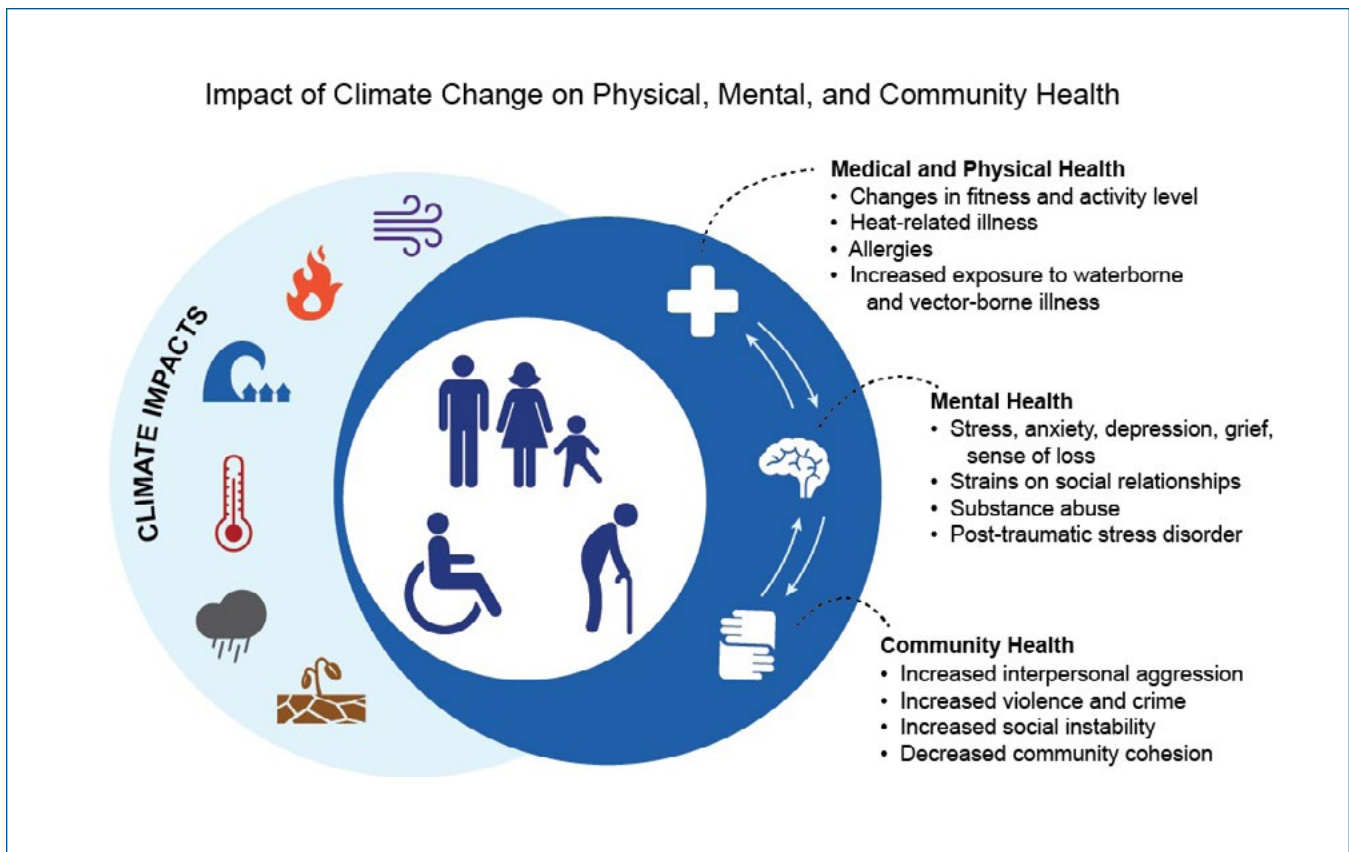 Impact of Climate Change on Physical, Mental, and Community Health
CLIMATE IMPACTS
Medical and Physical Health
• Changes in fitness and activity level
• Heat-related illness
• Allergies
• Increased exposure to waterborne
and vector-borne illness
Mental Health
• Stress, anxiety, depression, grief,
sense of loss
• Strains on social relationships
• Substance abuse
• Post-traumatic stress disorder
Community Health
• Increased interpersonal aggression
• Increased violence and crime
• Increased social instability
• Decreased community cohesion